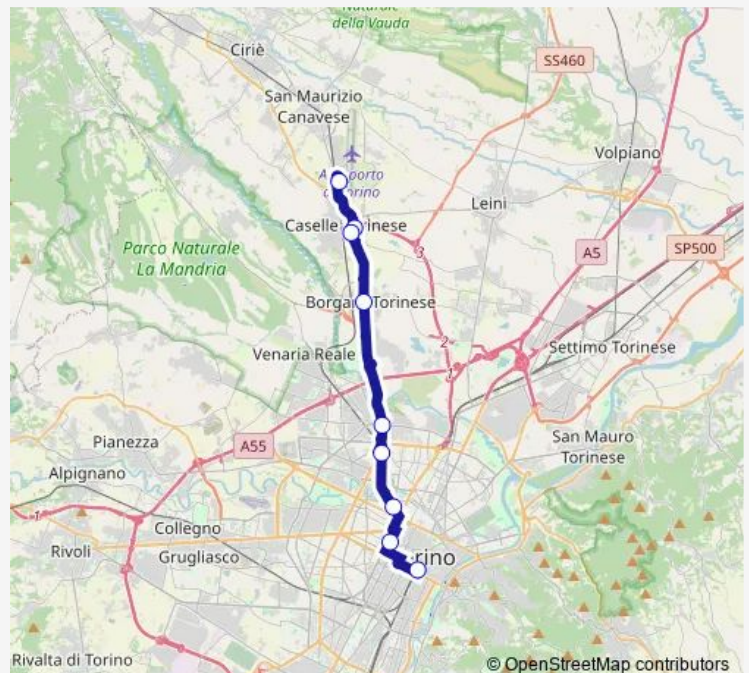 Naturale
della Vauda
Ciriè
SS460
San Maurizio
Canavese
Volpiano
Leini
Caselle
A5
SP500
Parco Naturale
La Mandria
3
Torinese
2
Venaria Reale
1
Settimo Torinese
Pianezza
A55
San Mauro
Torinese
Alpignano
1
Collegno
Rivoli
Grugliasco
Rivalta di Torino
© OpenStreetMap contributors